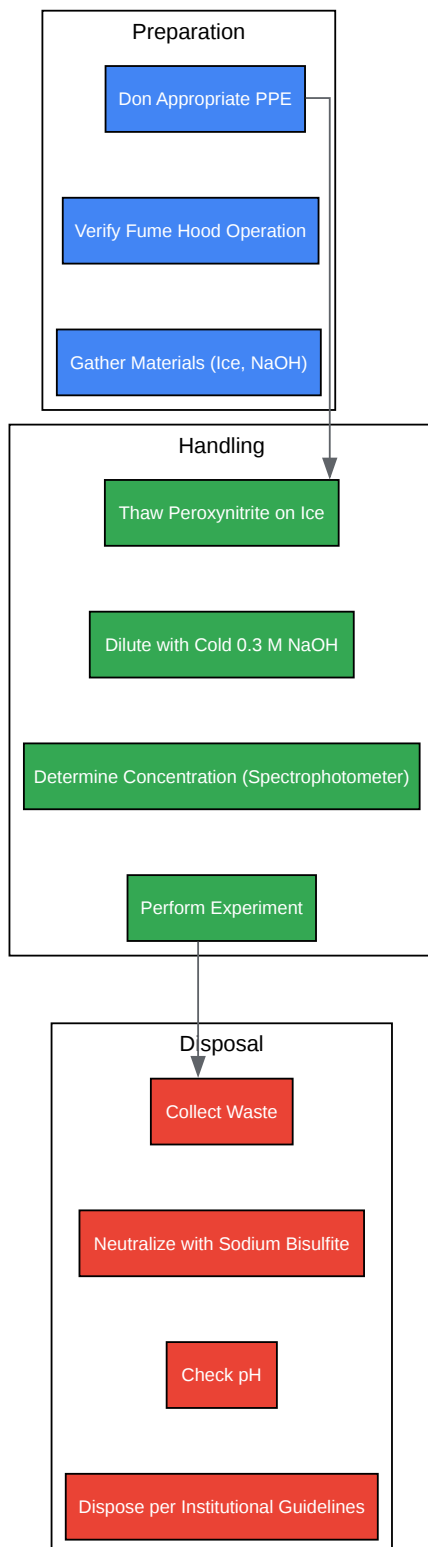 Preparation
Don Appropriate PPE
Verify Fume Hood Operation
Gather Materials (Ice, NaOH)
Handling
Thaw Peroxynitrite on Ice
Dilute with Cold 0.3 M NaOH
Determine Concentration (Spectrophotometer)
Perform Experiment
Disposal
Collect Waste
Neutralize with Sodium Bisulfite
Check pH
Dispose per Institutional Guidelines